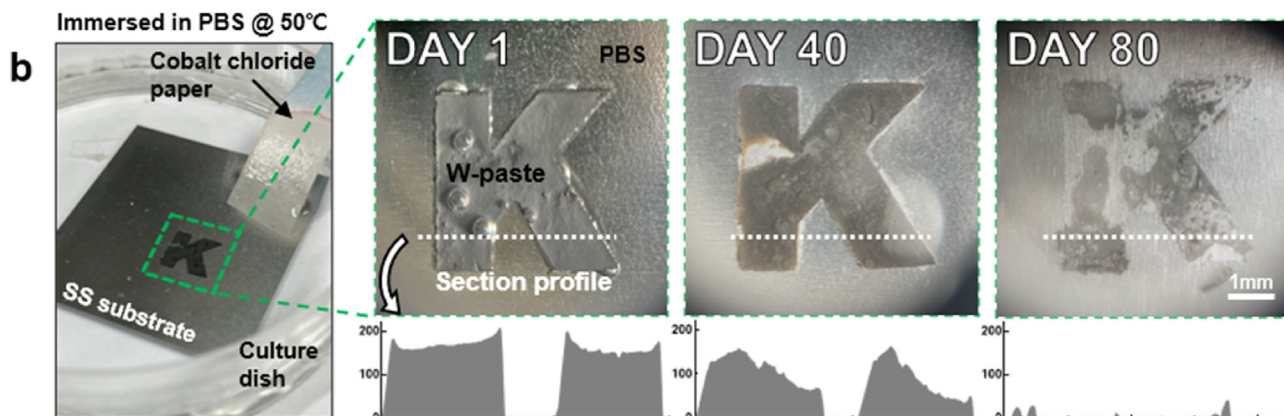 b
Immersed in PBS @ 50℃
Cobalt chloride
paper
SS substrate
Culture
dish
DAY 1
PBS
W-paste
Section profile
DAY 40
DAY 80
1mm
200
100
0
200
100
0
200
100
0